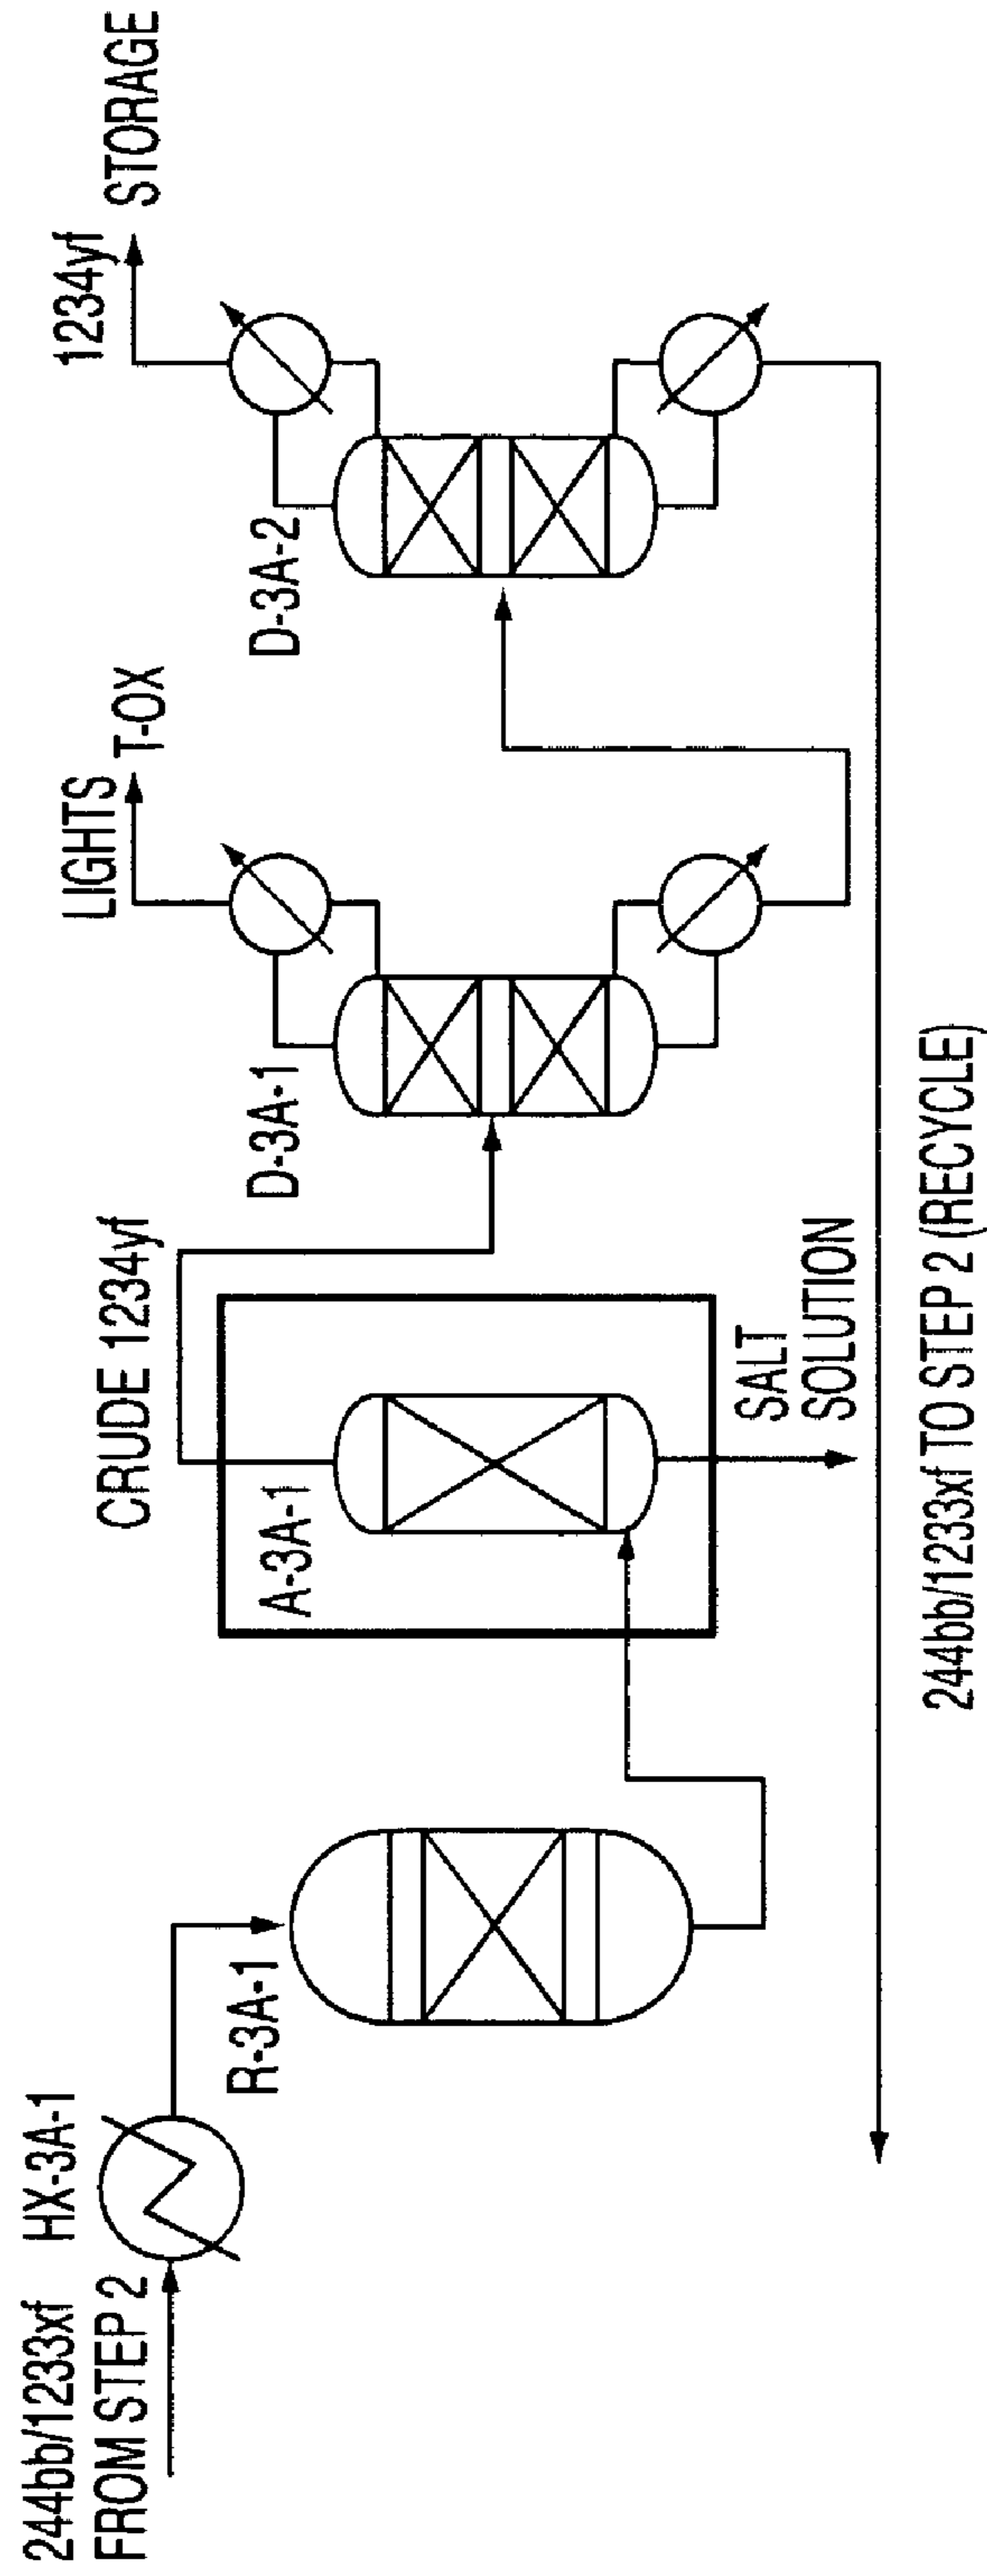 244bb/1233xf
FROM STEP 2
HX-3A-1
R-3A-1
CRUDE 1234yf
A-3A-1
SALT
SOLUTION
D-3A-1
LIGHTS
T-OX
D-3A-2
1234yf
STORAGE
244bb/1233xf TO STEP 2 (RECYCLE)